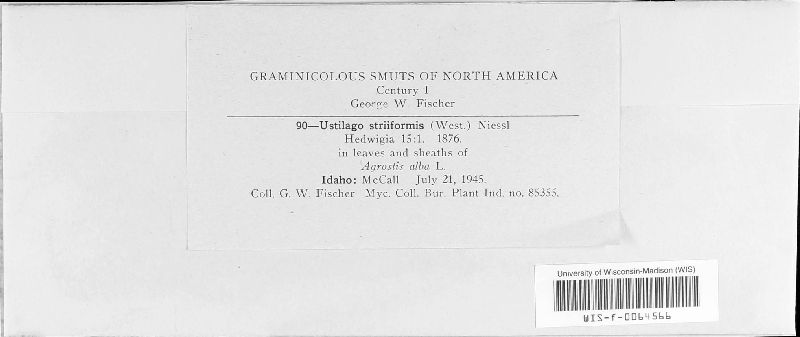 GRAMINICOLOUS SMUTS OF NORTH AMERICA
Century I
George W. Fischer
90—Ustilago striiformis (West.) Niessl
Hedwigia 15:1. 1876.
in leaves and sheaths of
Agrostis alba L.
Idaho: McCall July 21, 1945.
Coll. G. W. Fischer Myc. Coll. Bur. Plant Ind. no. 85355.
University of Wisconsin-Madison (WIS)
WIS-f-0064566